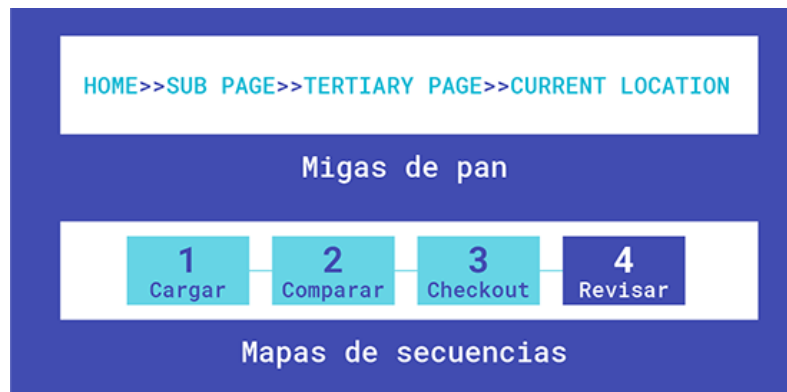 HOME>>SUB PAGE>>TERTIARY PAGE>>CURRENT LOCATION
Migas de pan
1 2 3 4
Cargar Comparar Checkout Revisar
Mapas de secuencias